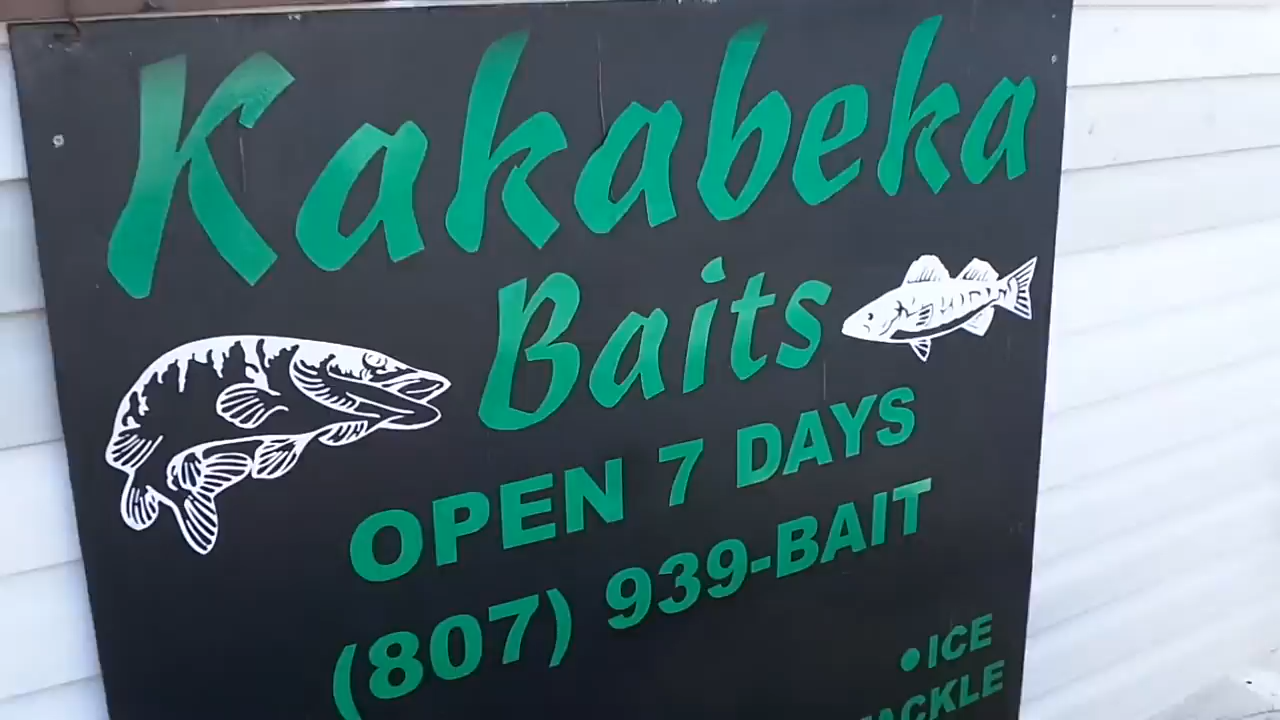 Kakabeka
Baits
OPEN 7 DAYS
(807) 939-BAIT
•ICE